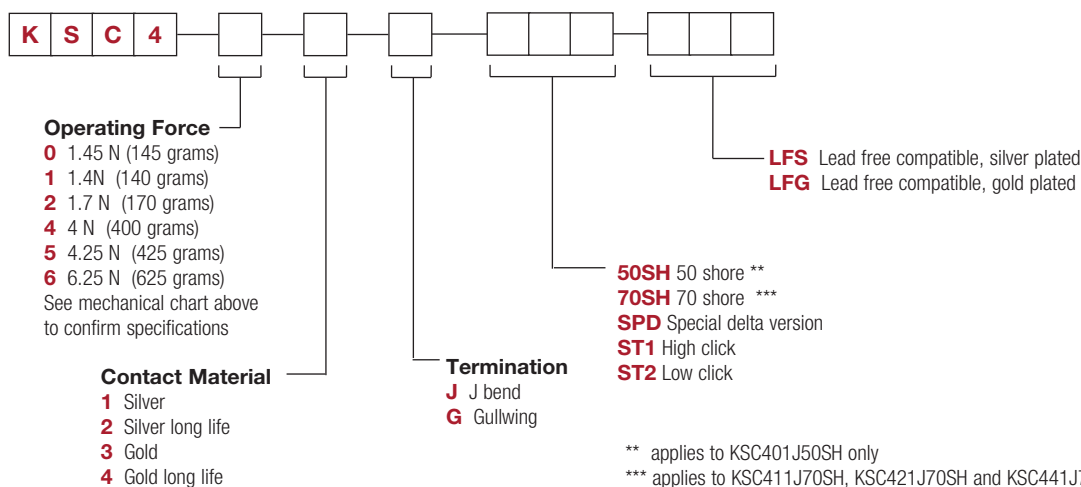 K S C 4
Operating Force
0 1.45 N (145 grams)
1 1.4N (140 grams)
2 1.7 N (170 grams)
4 4 N (400 grams)
5 4.25 N (425 grams)
6 6.25 N (625 grams)
See mechanical chart above
to confirm specifications
Contact Material
1 Silver
2 Silver long life
3 Gold
4 Gold long life
Termination
J J bend
G Gullwing
50SH 50 shore **
70SH 70 shore ***
SPD Special delta version
ST1 High click
ST2 Low click
LFS Lead free compatible, silver plated
LFG Lead free compatible, gold plated
** applies to KSC401J50SH only
*** applies to KSC411J70SH, KSC421J70SH and KSC441J7